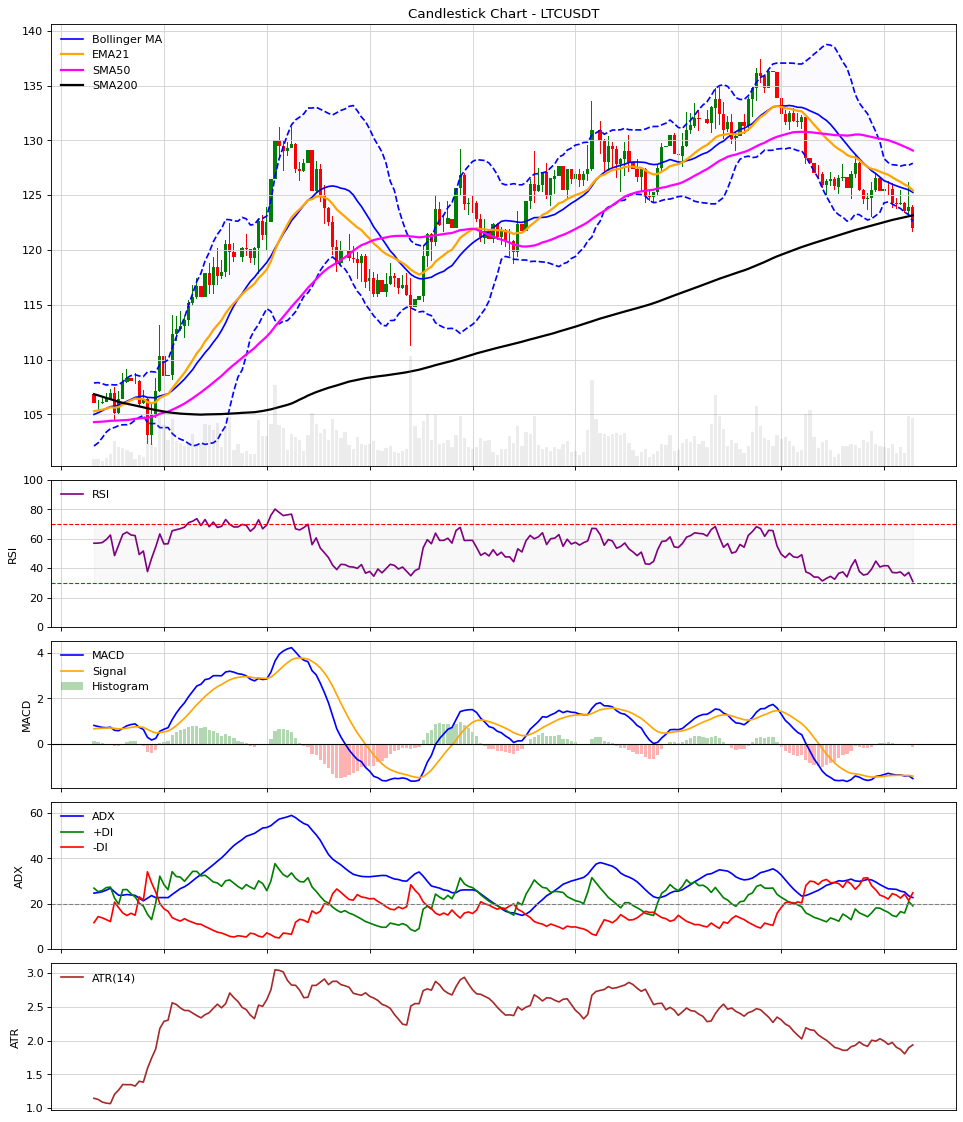 Candlestick Chart - LTCUSDT
140
135
130
125
120
115
110
105
Bollinger MA
EMA21
SMA50
SMA200
100
80
60
40
20
0
RSI
RSI
4
2
0
MACD
MACD
Signal
Histogram
60
40
20
0
ADX
ADX
+DI
-DI
3.0
2.5
2.0
1.5
1.0
ATR
ATR(14)